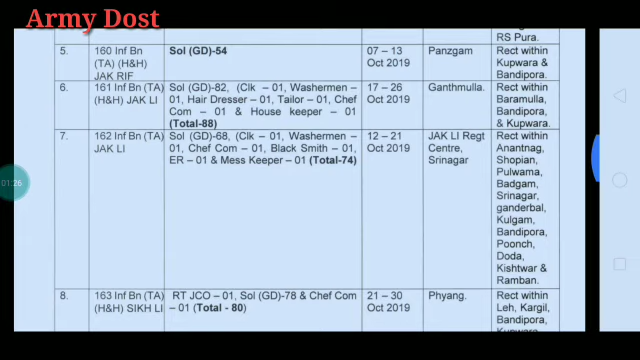 Army Dost
RS Pura.
5. 160 Inf Bn (TA) (H&H) JAK RIF Sol (GD)-54 07 – 13 Oct 2019 Panzgam Rect within Kupwara & Bandipora.
6. 161 Inf Bn (TA) (H&H) JAK LI Sol (GD)-82, (Clk – 01, Washermen – 01, Hair Dresser – 01, Tailor – 01, Chef Com – 01 & House keeper – 01 (Total-88) 17 – 26 Oct 2019 Ganthmulla. Rect within Baramulla, Bandipora, & Kupwara.
7. 162 Inf Bn (TA) JAK LI Sol (GD)-68, (Clk – 01, Washermen – 01, Chef Com – 01, Black Smith – 01, ER – 01 & Mess Keeper – 01 (Total-74) 12 – 21 Oct 2019 JAK LI Regt Centre, Srinagar Rect within Anantnag, Shopian, Pulwama, Badgam, Srinagar, ganderbal, Kulgam, Bandipora, Poonch, Doda, Kishtwar & Ramban.
8. 163 Inf Bn (TA) (H&H) SIKH LI RT JCO – 01, Sol (GD)-78 & Chef Com – 01 (Total - 80) 21 – 30 Oct 2019 Phyang. Rect within Leh, Kargil, Bandipora,
01:26